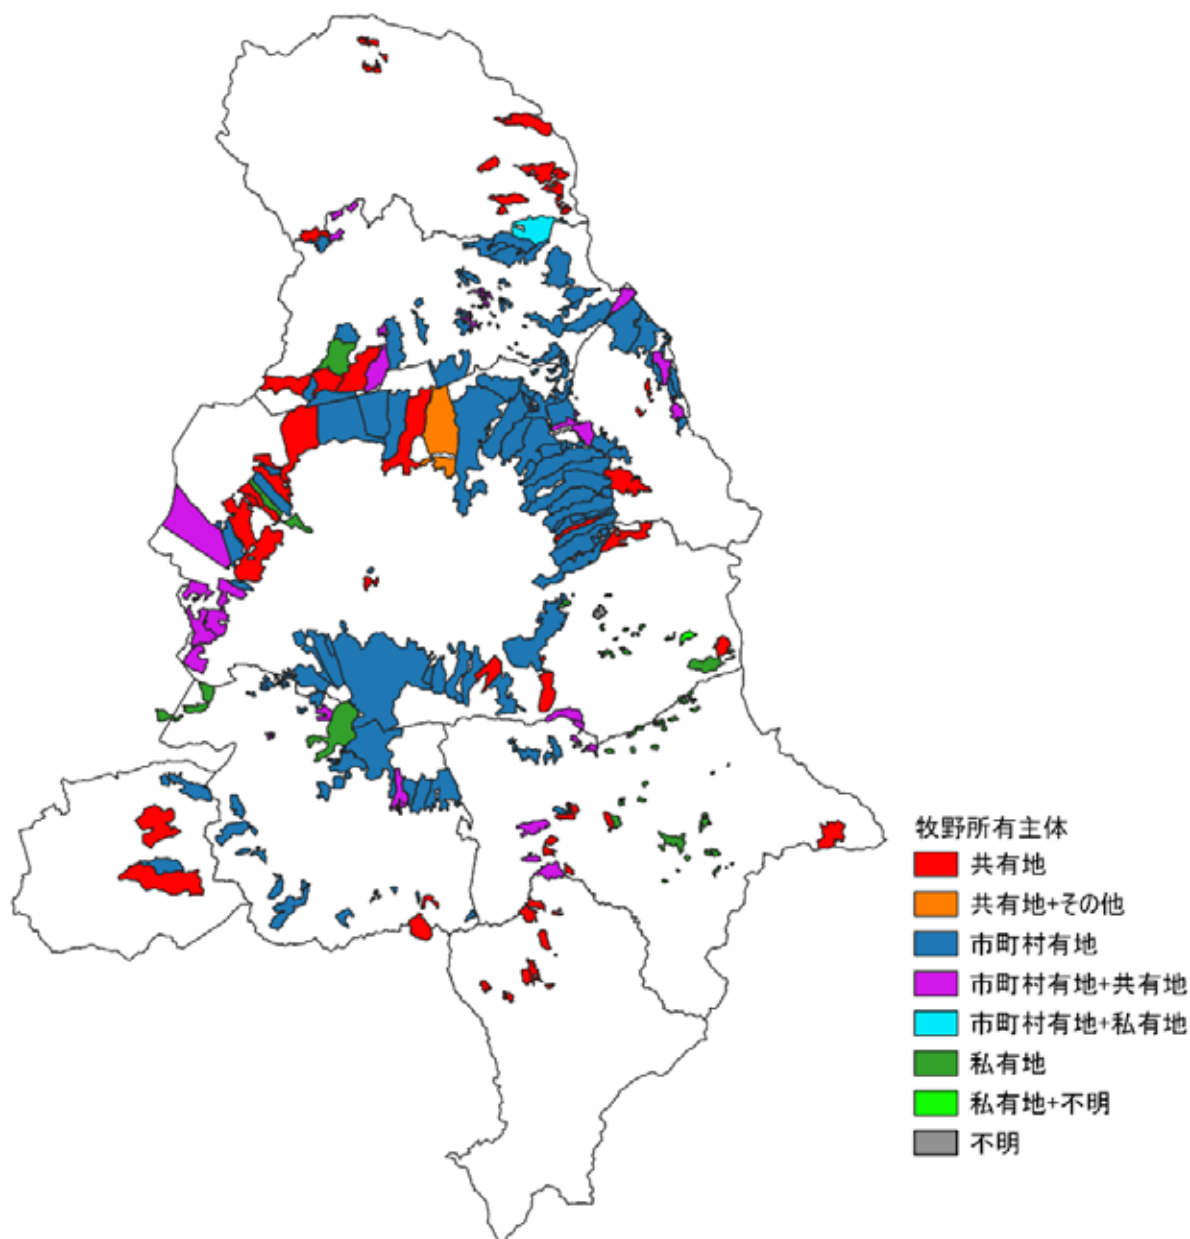 牧野所有主体
共有地
共有地+その他
市町村有地
市町村有地+共有地
市町村有地+私有地
私有地
私有地+不明
不明